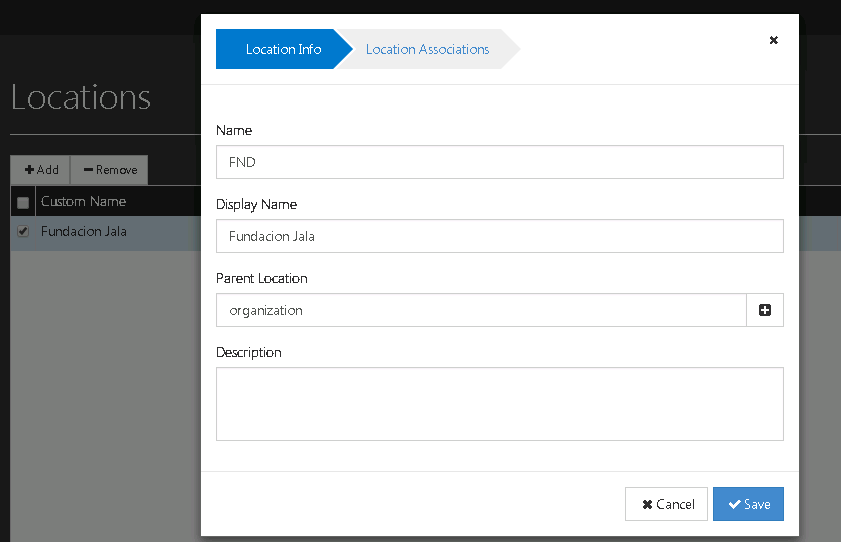 Location Info
Location Associations
Locations
Add
Remove
Custom Name
Fundacion Jala
Name
FND
Display Name
Fundacion Jala
Parent Location
organization
Description
Cancel
Save